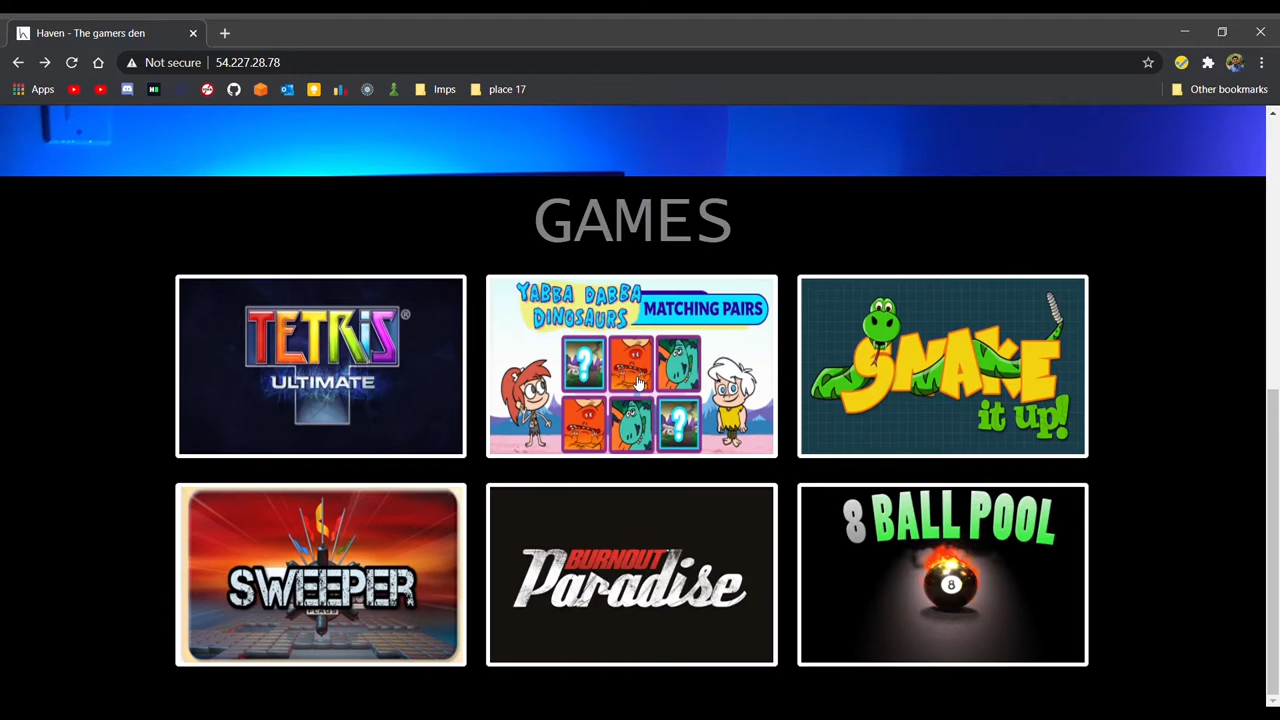 Haven - The gamers den
Not secure
54.227.28.78
Apps
Imps
place 17
Other bookmarks
GAMES
TETRIS®
ULTIMATE
YABBA DABBA
DINOSAURS
MATCHING PAIRS
?
?
SNAKE
it up!
SWEEPER
FLAGS
BURNOUT
Paradise
8 BALL POOL
8